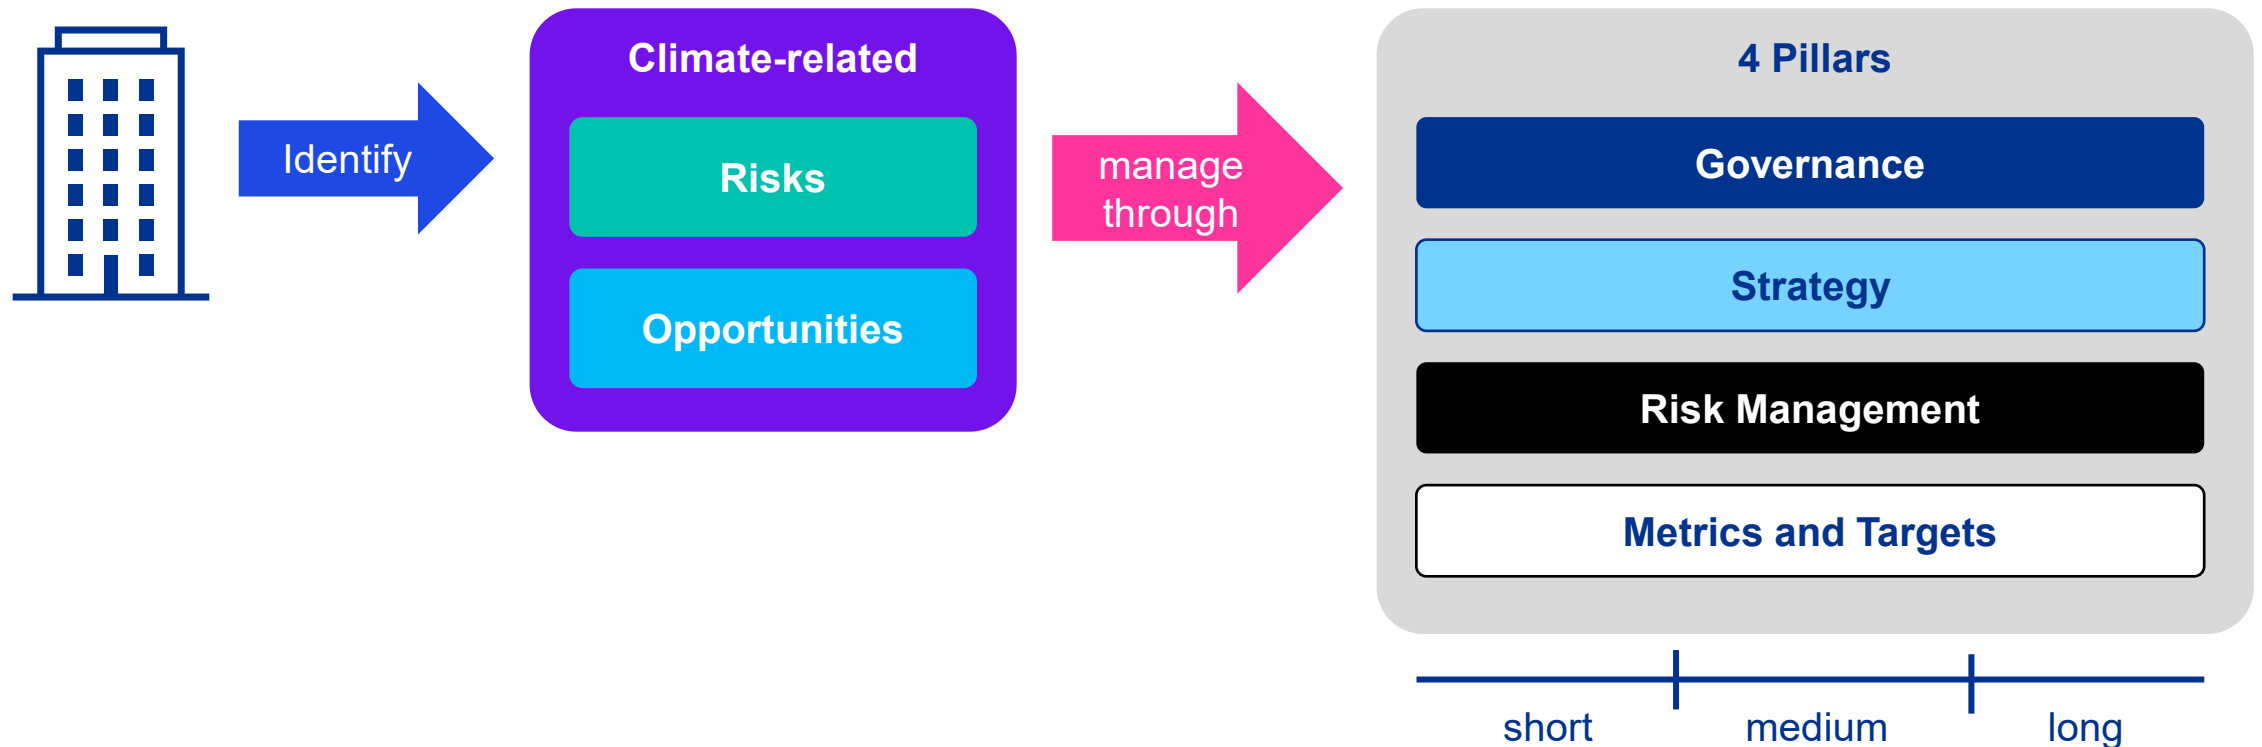 Identify
Climate-related
Risks
Opportunities
manage
through
4 Pillars
Governance
Strategy
Risk Management
Metrics and Targets
short
medium
long